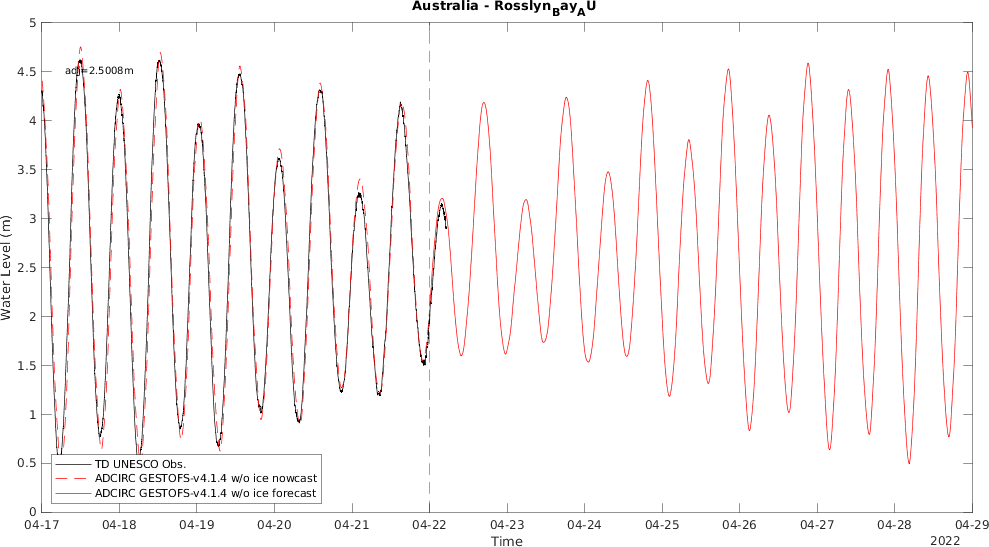 Australia - Rosslyn_Bay_AU
adj=2.5008m
Water Level (m)
5
4.5
4
3.5
3
2.5
2
1.5
1
0.5
0
TD UNESCO Obs.
ADCIRC GESTOFS-v4.1.4 w/o ice nowcast
ADCIRC GESTOFS-v4.1.4 w/o ice forecast
04-17 04-18 04-19 04-20 04-21 04-22 04-23 04-24 04-25 04-26 04-27 04-28 04-29
Time
2022